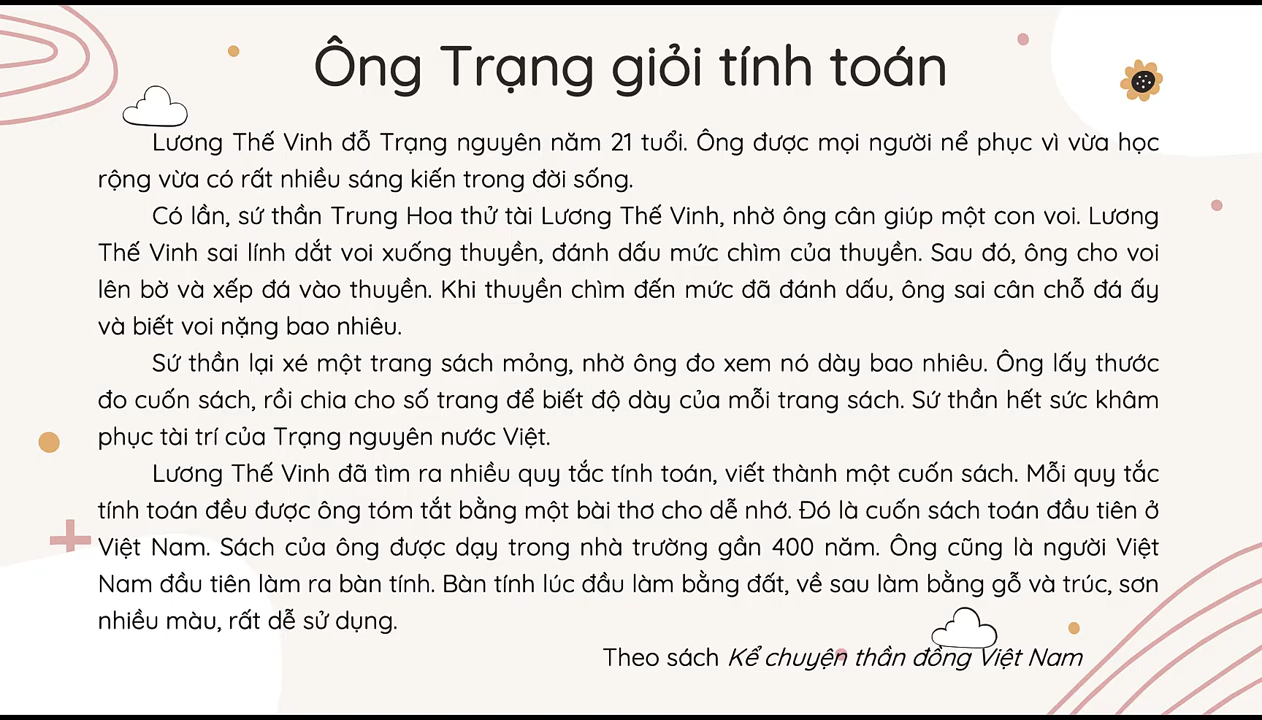 Ông Trạng giỏi tính toán
Lương Thế Vinh đỗ Trạng nguyên năm 21 tuổi. Ông được mọi người nể phục vì vừa học
rộng vừa có rất nhiều sáng kiến trong đời sống.
Có lần, sứ thần Trung Hoa thử tài Lương Thế Vinh, nhờ ông cân giúp một con voi. Lương
Thế Vinh sai lính dắt voi xuống thuyền, đánh dấu mức chìm của thuyền. Sau đó, ông cho voi
lên bờ và xếp đá vào thuyền. Khi thuyền chìm đến mức đã đánh dấu, ông sai cân chỗ đá ấy
và biết voi nặng bao nhiêu.
Sứ thần lại xé một trang sách mỏng, nhờ ông đo xem nó dày bao nhiêu. Ông lấy thước
đo cuốn sách, rồi chia cho số trang để biết độ dày của mỗi trang sách. Sứ thần hết sức khâm
phục tài trí của Trạng nguyên nước Việt.
Lương Thế Vinh đã tìm ra nhiều quy tắc tính toán, viết thành một cuốn sách. Mỗi quy tắc
tính toán đều được ông tóm tắt bằng một bài thơ cho dễ nhớ. Đó là cuốn sách toán đầu tiên ở
Việt Nam. Sách của ông được dạy trong nhà trường gần 400 năm. Ông cũng là người Việt
Nam đầu tiên làm ra bàn tính. Bàn tính lúc đầu làm bằng đất, về sau làm bằng gỗ và trúc, sơn
nhiều màu, rất dễ sử dụng.
Theo sách Kể chuyện thần đồng Việt Nam